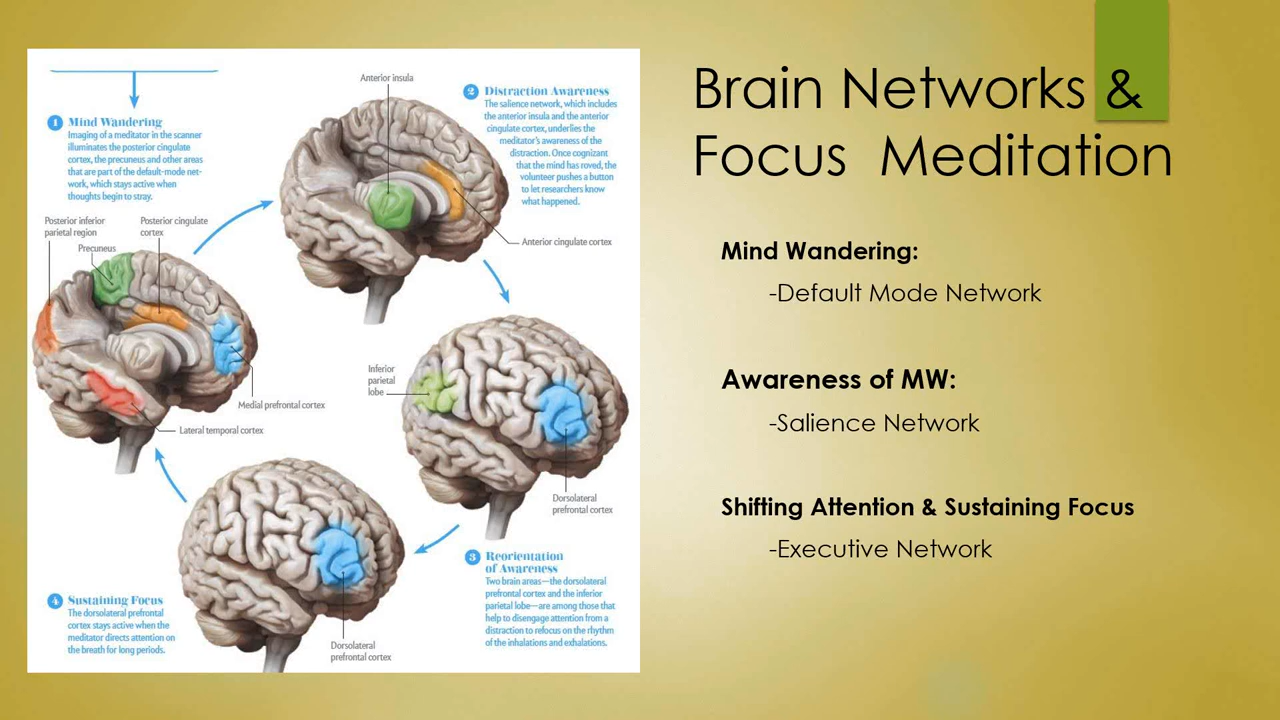 Brain Networks &
Focus Meditation
1 Mind Wandering
Imaging of a meditator in the scanner
illuminates the posterior cingulate
cortex, the precuneus and other areas
that are part of the default-mode net-
work, which stays active when
thoughts begin to stray.
Anterior insula
2 Distraction Awareness
The salience network, which includes
the anterior insula and the anterior
cingulate cortex, underlies the
meditator's awareness of the
distraction. Once cognizant
that the mind has roved, the
volunteer pushes a button
to let researchers know
what happened.
Anterior cingulate cortex
Posterior inferior
parietal region
Precuneus
Posterior cingulate
cortex
Medial prefrontal cortex
Lateral temporal cortex
Inferior
parietal
lobe
Dorsolateral
prefrontal cortex
3 Reorientation
of Awareness
Two brain areas—the dorsolateral
prefrontal cortex and the inferior
parietal lobe—are among those that
help to disengage attention from a
distraction to refocus on the rhythm
of the inhalations and exhalations.
4 Sustaining Focus
The dorsolateral prefrontal
cortex stays active when the
meditator directs attention on
the breath for long periods.
Dorsolateral
prefrontal cortex
Mind Wandering:
-Default Mode Network
Awareness of MW:
-Salience Network
Shifting Attention & Sustaining Focus
-Executive Network